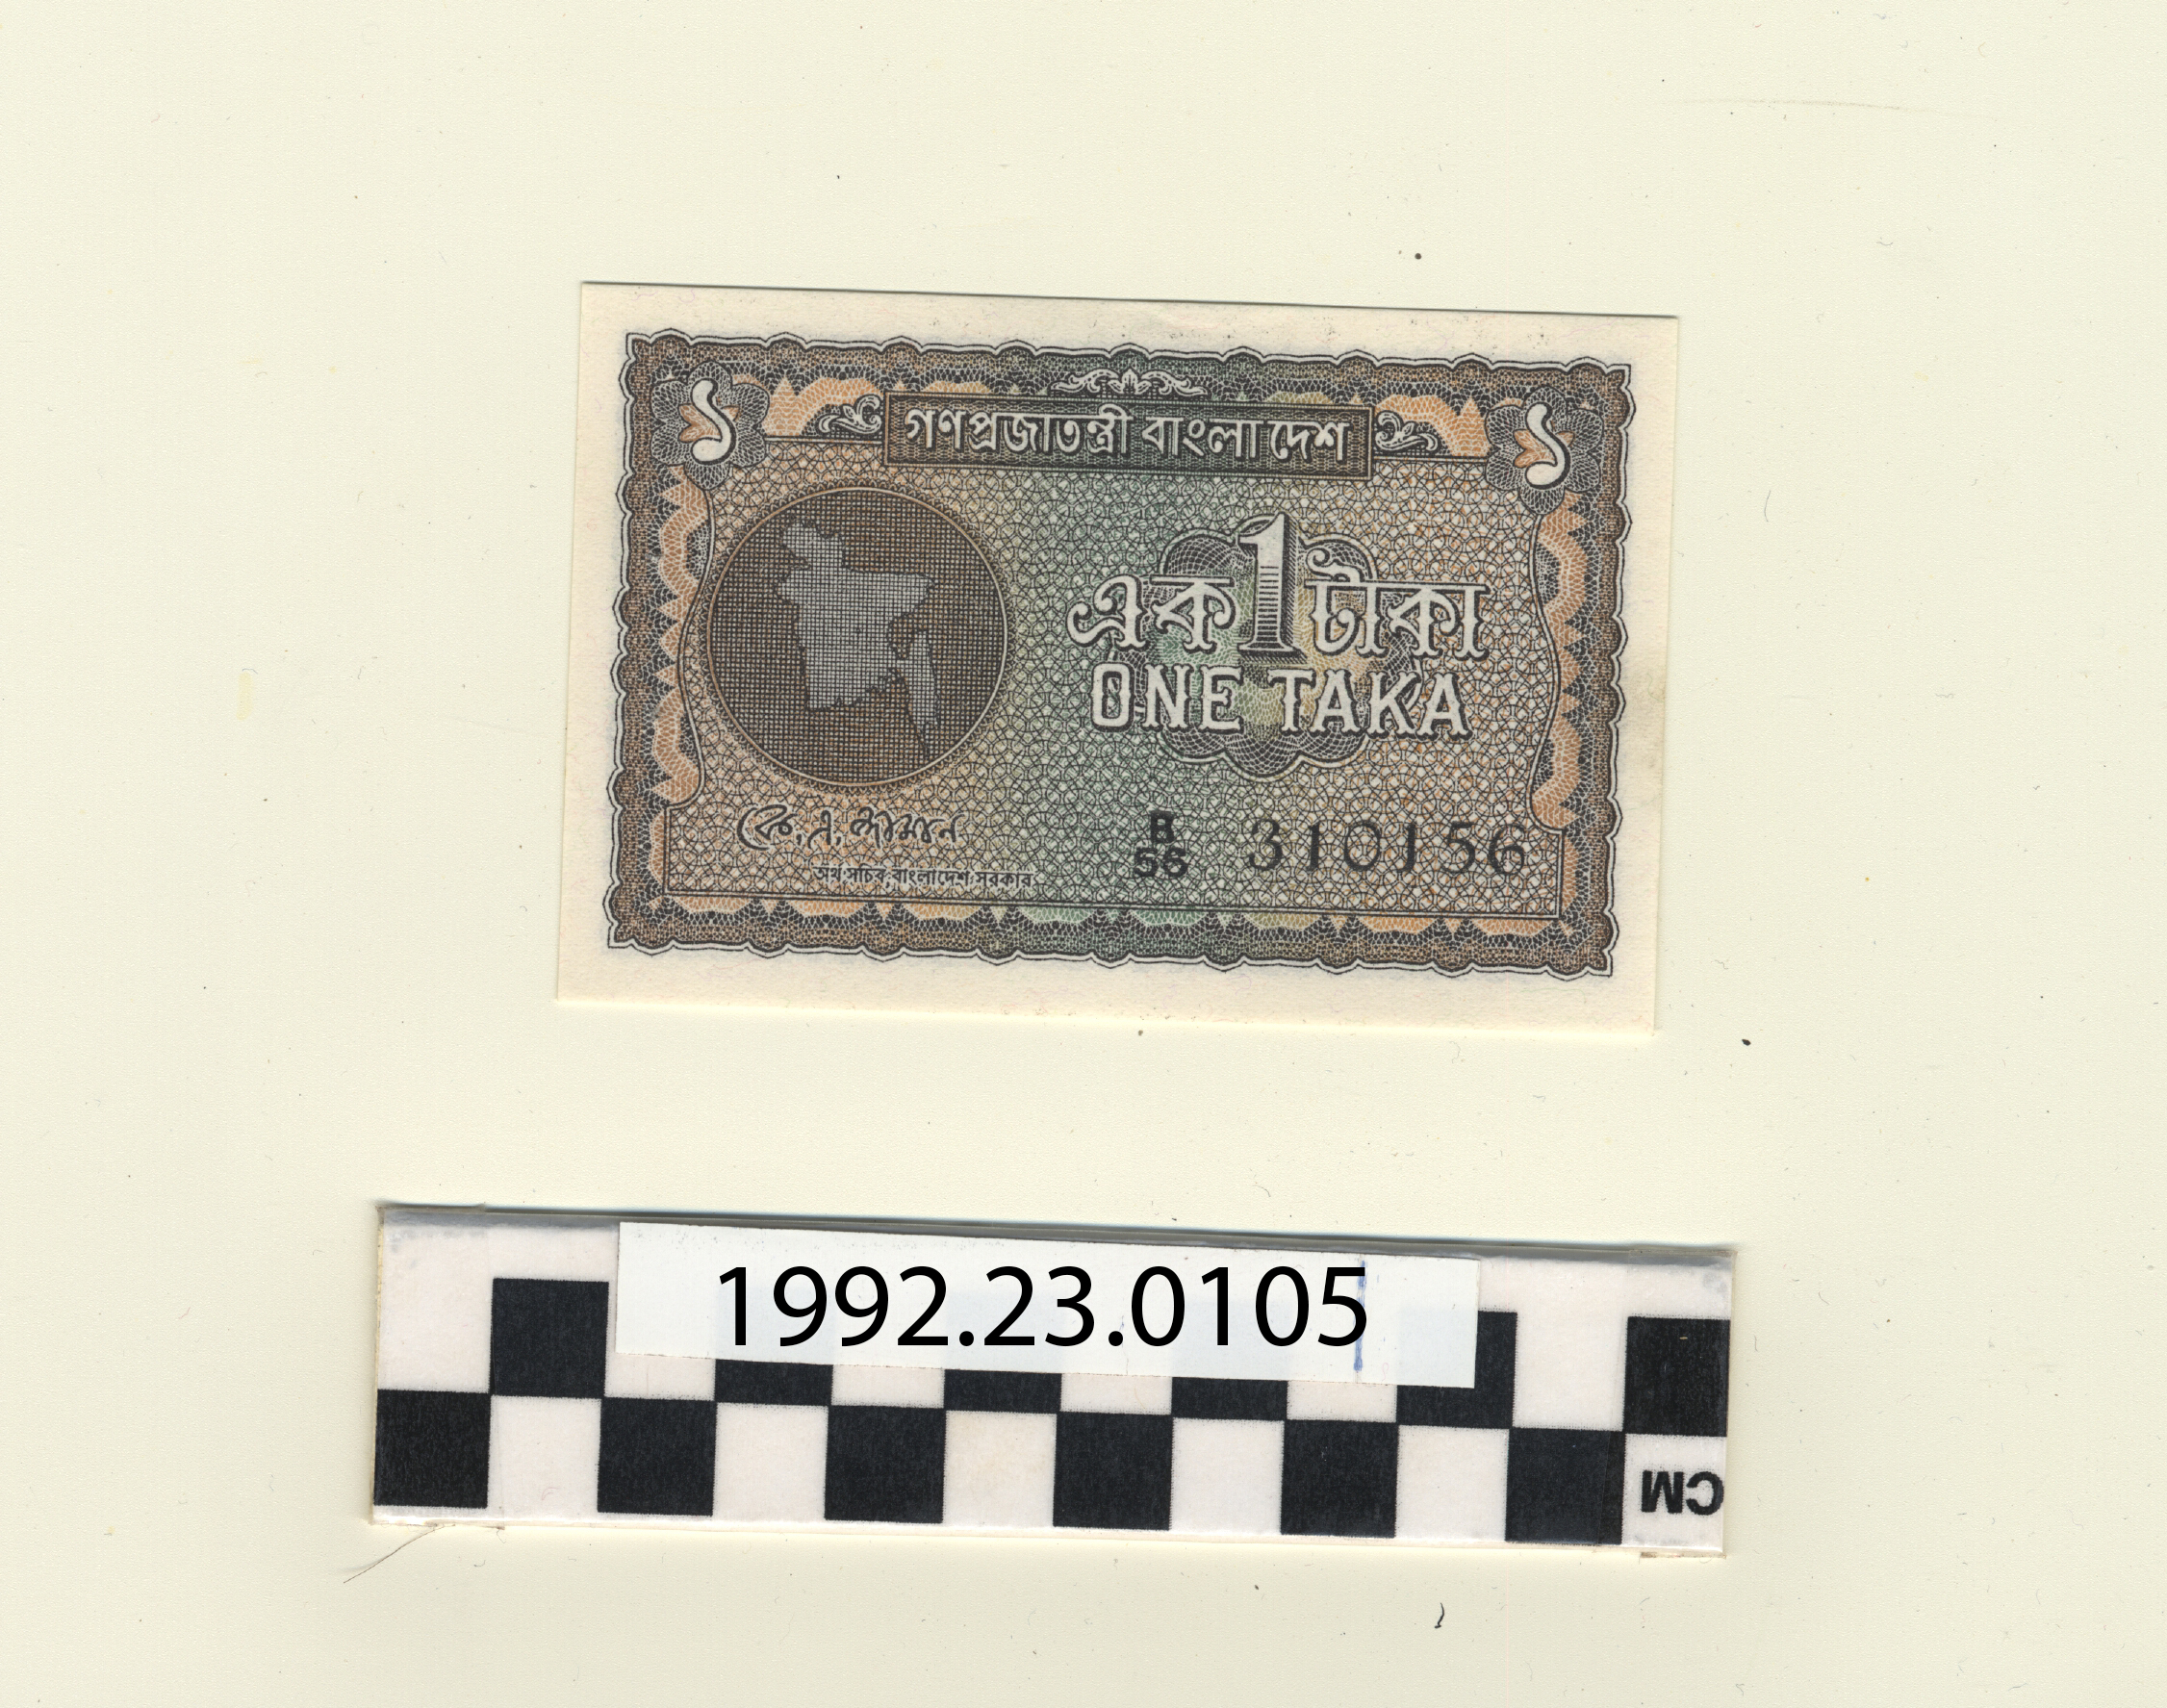 গণপ্রজাতন্ত্রী বাংলাদেশ
১ ১
এক 1 টাকা
ONE TAKA
কে, এ, জামান
অর্থ সচিব, বাংলাদেশ সরকার
B
56 310156
1992.23.0105
CM